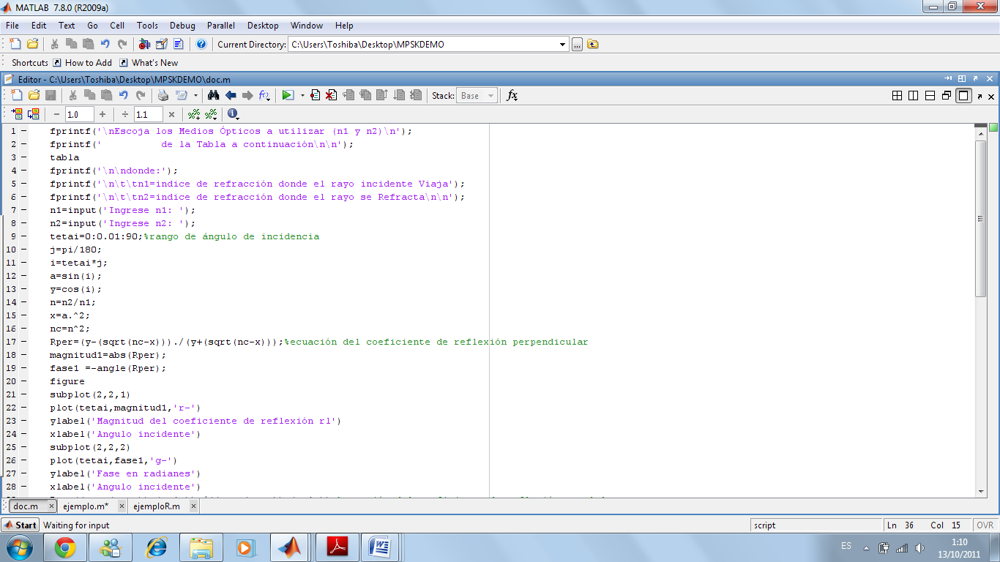 MATLAB 7.8.0 (R2009a)
File Edit Text Go Cell Tools Debug Parallel Desktop Window Help
Current Directory: C:\Users\Toshiba\Desktop\MPSKDEMO
Shortcuts How to Add What's New
Editor - C:\Users\Toshiba\Desktop\MPSKDEMO\doc.m
Stack: Base fx
- 1.0 + ÷ 1.1 ×
1 - fprintf('\nEscoja los Medios Ópticos a utilizar (n1 y n2)\n');
2 - fprintf('          de la Tabla a continuación\n\n');
3 - tabla
4 - fprintf('\n\ndonde:');
5 - fprintf('\n\t\tn1=indice de refracción donde el rayo incidente Viaja');
6 - fprintf('\n\t\tn2=indice de refracción donde el rayo se Refracta\n\n');
7 - n1=input('Ingrese n1: ');
8 - n2=input('Ingrese n2: ');
9 - tetai=0:0.01:90;%rango de ángulo de incidencia
10 - j=pi/180;
11 - i=tetai*j;
12 - a=sin(i);
13 - y=cos(i);
14 - n=n2/n1;
15 - x=a.^2;
16 - nc=n^2;
17 - Rper=(y-(sqrt(nc-x)))./(y+(sqrt(nc-x)));%ecuación del coeficiente de reflexión perpendicular
18 - magnitud1=abs(Rper);
19 - fase1 =-angle(Rper);
20 - figure
21 - subplot(2,2,1)
22 - plot(tetai,magnitud1,'r-')
23 - ylabel('Magnitud del coeficiente de reflexión rl')
24 - xlabel('Angulo incidente')
25 - subplot(2,2,2)
26 - plot(tetai,fase1,'g-')
27 - ylabel('Fase en radianes')
28 - xlabel('Angulo incidente')
doc.m × ejemplo.m* × ejemploR.m ×
Start Waiting for input script Ln 36 Col 15 OVR
ES 1:10
13/10/2011